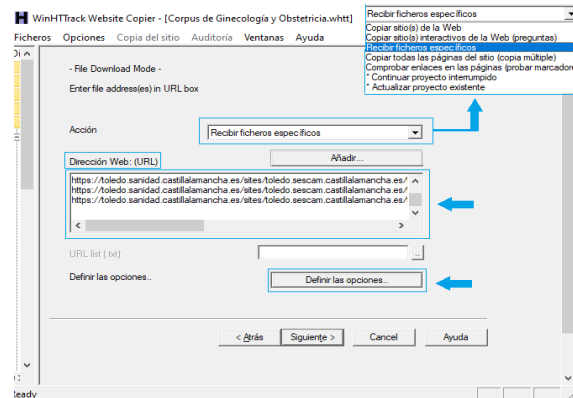 WinHTTrack Website Copier - [Corpus de Ginecología y Obstetricia.whtt]
Ficheros Opciones Copia del sitio Auditoría Ventanas Ayuda
Recibir ficheros específicos
Copiar sitio(s) de la Web
Copiar sitio(s) interactivos de la Web (preguntas)
Recibir ficheros específicos
Copiar todas las páginas del sitio (copia múltiple)
Comprobar enlaces en las páginas (probar marcadore
* Continuar proyecto interrumpido
* Actualizar proyecto existente
- File Download Mode -
Enter file address(es) in URL box
Acción
Recibir ficheros específicos
Dirección Web: (URL)
Añadir...
https://toledo.sanidad.castillalamancha.es/sites/toledo.sescam.castillalamancha.es/
https://toledo.sanidad.castillalamancha.es/sites/toledo.sescam.castillalamancha.es/
https://toledo.sanidad.castillalamancha.es/sites/toledo.sescam.castillalamancha.es/
URL list (.txt):
..
Definir las opciones..
Definir las opciones..
< Atrás Siguiente > Cancel Ayuda